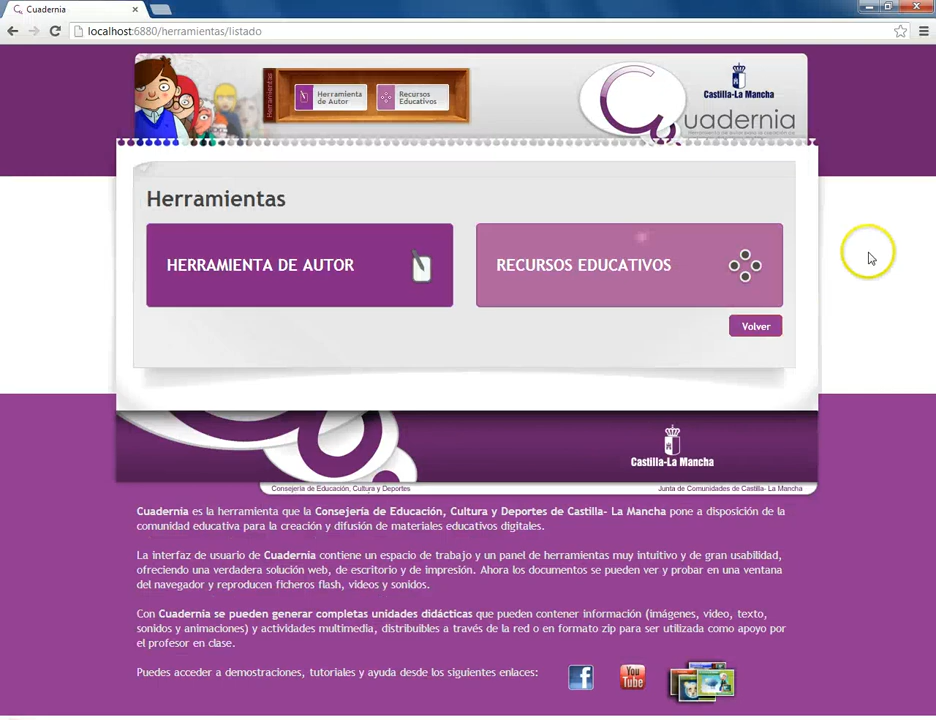 Cuadernia
localhost:6880/herramientas/listado
Herramientas
Herramienta de Autor
Recursos Educativos
Castilla-La Mancha
Cuadernia
Herramientas
HERRAMIENTA DE AUTOR
RECURSOS EDUCATIVOS
Volver
Castilla-La Mancha
Consejería de Educación, Cultura y Deportes
Junta de Comunidades de Castilla- La Mancha
Cuadernia es la herramienta que la Consejería de Educación, Cultura y Deportes de Castilla- La Mancha pone a disposición de la
comunidad educativa para la creación y difusión de materiales educativos digitales.
La interfaz de usuario de Cuadernia contiene un espacio de trabajo y un panel de herramientas muy intuitivo y de gran usabilidad,
ofreciendo una verdadera solución web, de escritorio y de impresión. Ahora los documentos se pueden ver y probar en una ventana
del navegador y reproducen ficheros flash, videos y sonidos.
Con Cuadernia se pueden generar completas unidades didácticas que pueden contener información (imágenes, video, texto,
sonidos y animaciones) y actividades multimedia, distribuibles a través de la red o en formato zip para ser utilizada como apoyo por
el profesor en clase.
Puedes acceder a demostraciones, tutoriales y ayuda desde los siguientes enlaces:
You
Tube